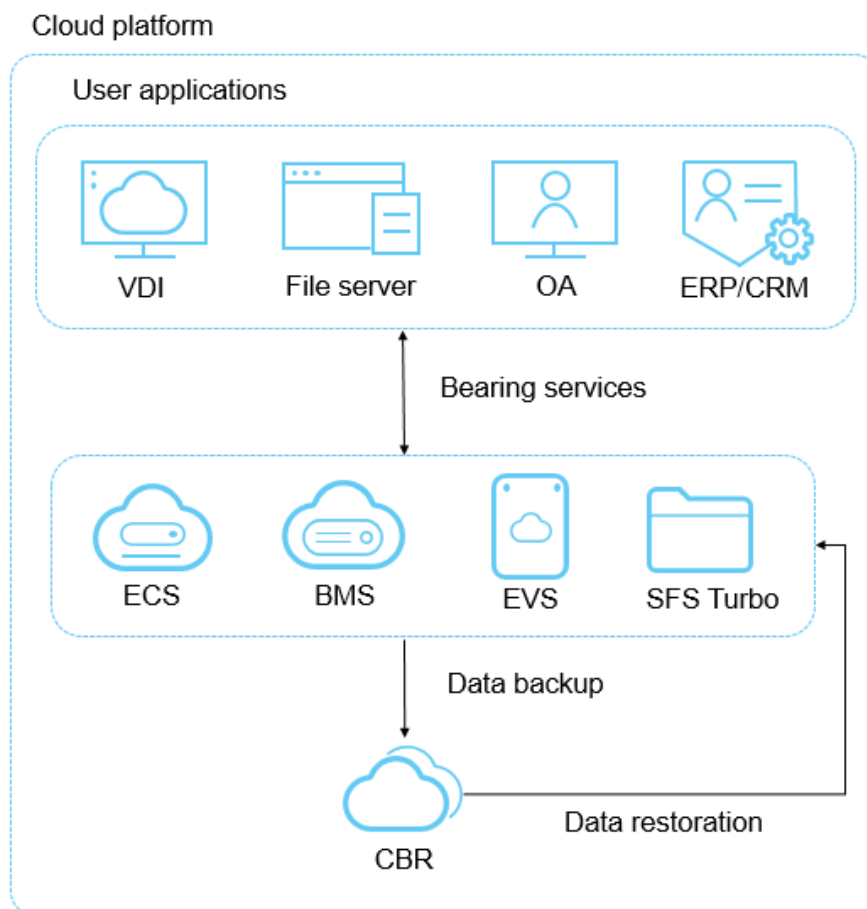 Cloud platform
User applications
VDI
File server
OA
ERP/CRM
Bearing services
ECS
BMS
EVS
SFS Turbo
Data backup
Data restoration
CBR